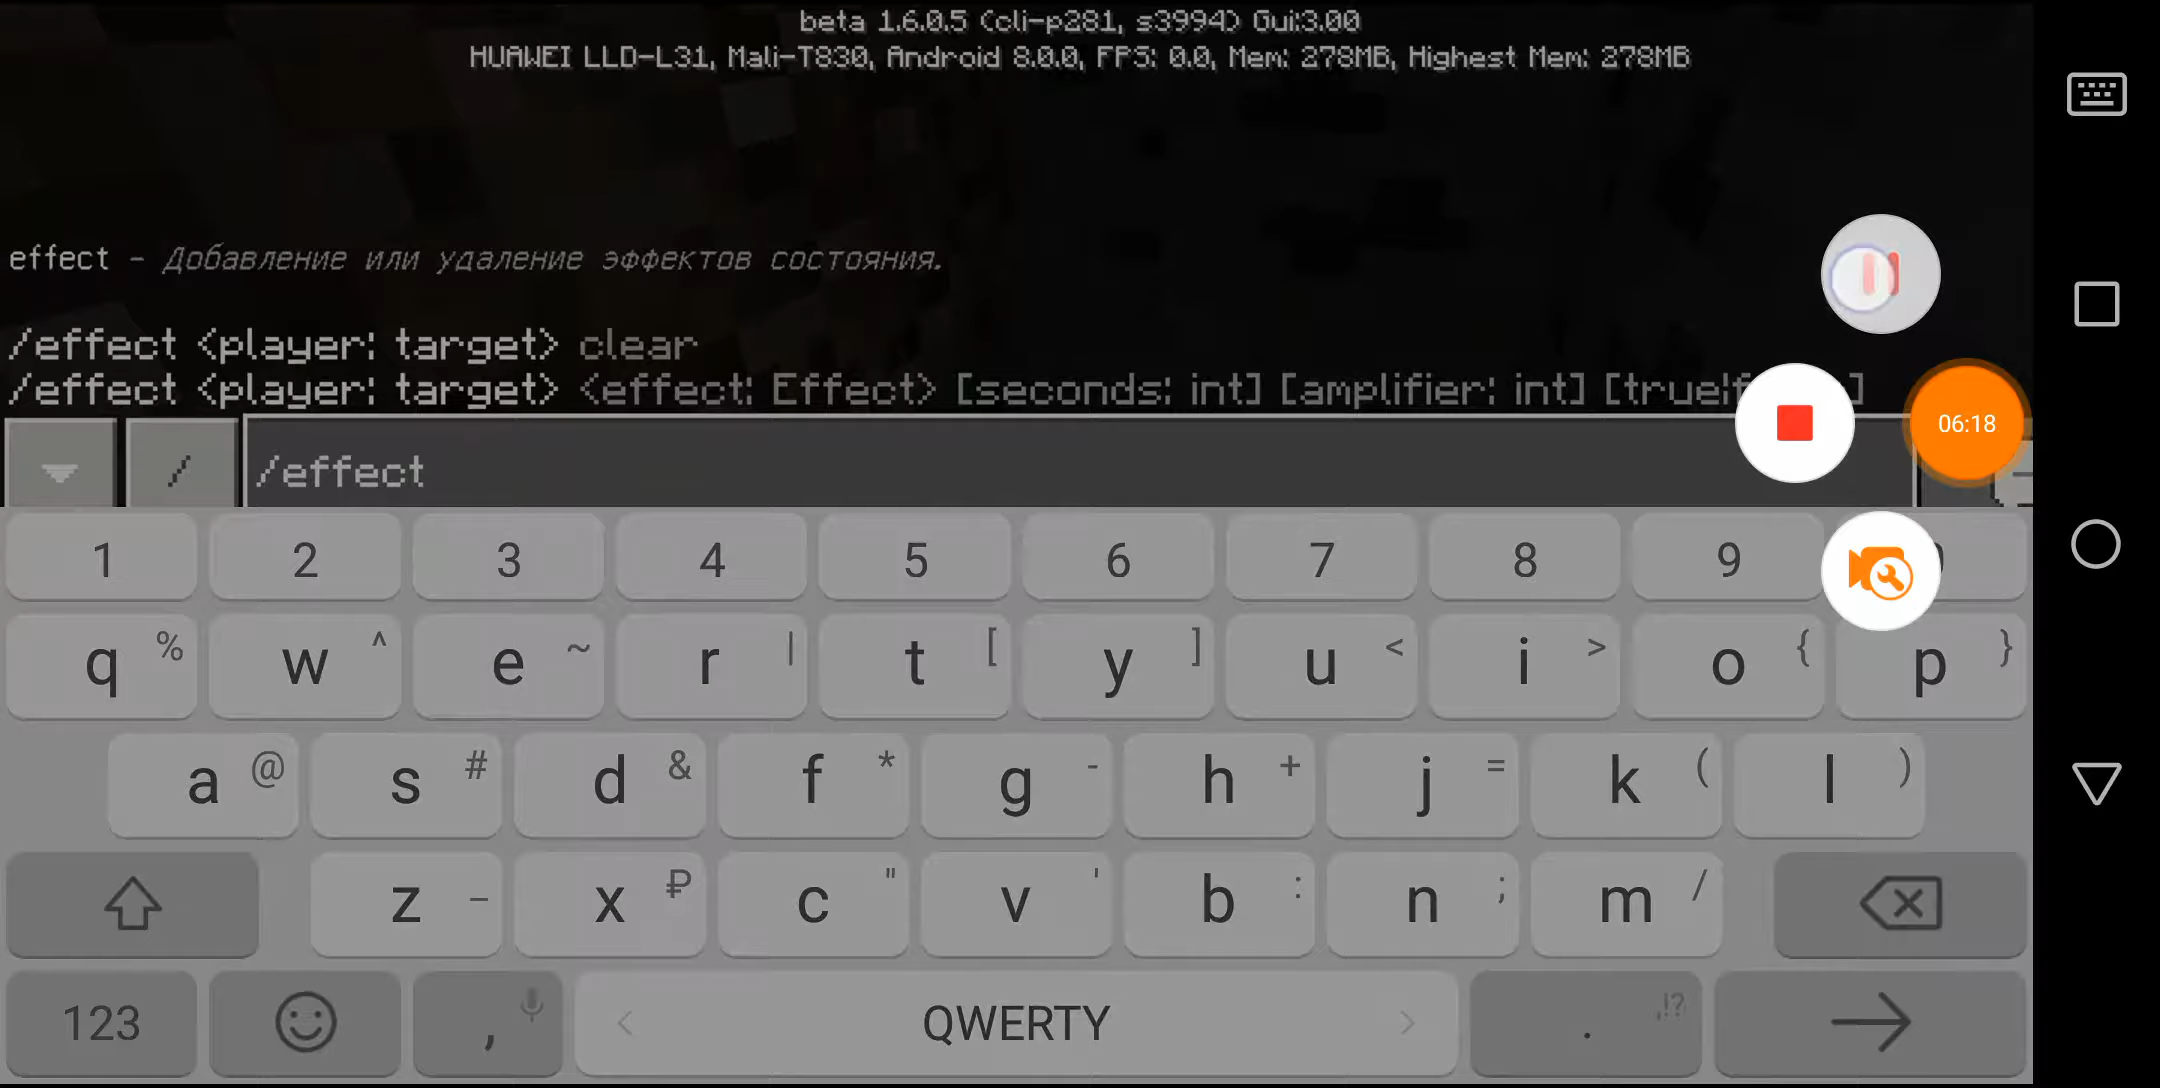 beta 1.6.0.5 (cli-p281, s3994) Gui:3.00
HUAWEI LLD-L31, Mali-T830, Android 8.0.0, FPS: 0.0, Mem: 278MB, Highest Mem: 278MB
effect - Добавление или удаление эффектов состояния.
/effect <player: target> clear
/effect <player: target> <effect: Effect> [seconds: int] [amplifier: int] [true|f
/ /effect
06:18
1 2 3 4 5 6 7 8 9
q % w ^ e ~ r | t [ y ] u < i > o { p }
a @ s # d & f * g - h + j = k ( l )
z _ x ₽ c " v ' b : n ; m /
123 , < QWERTY > . ,!?